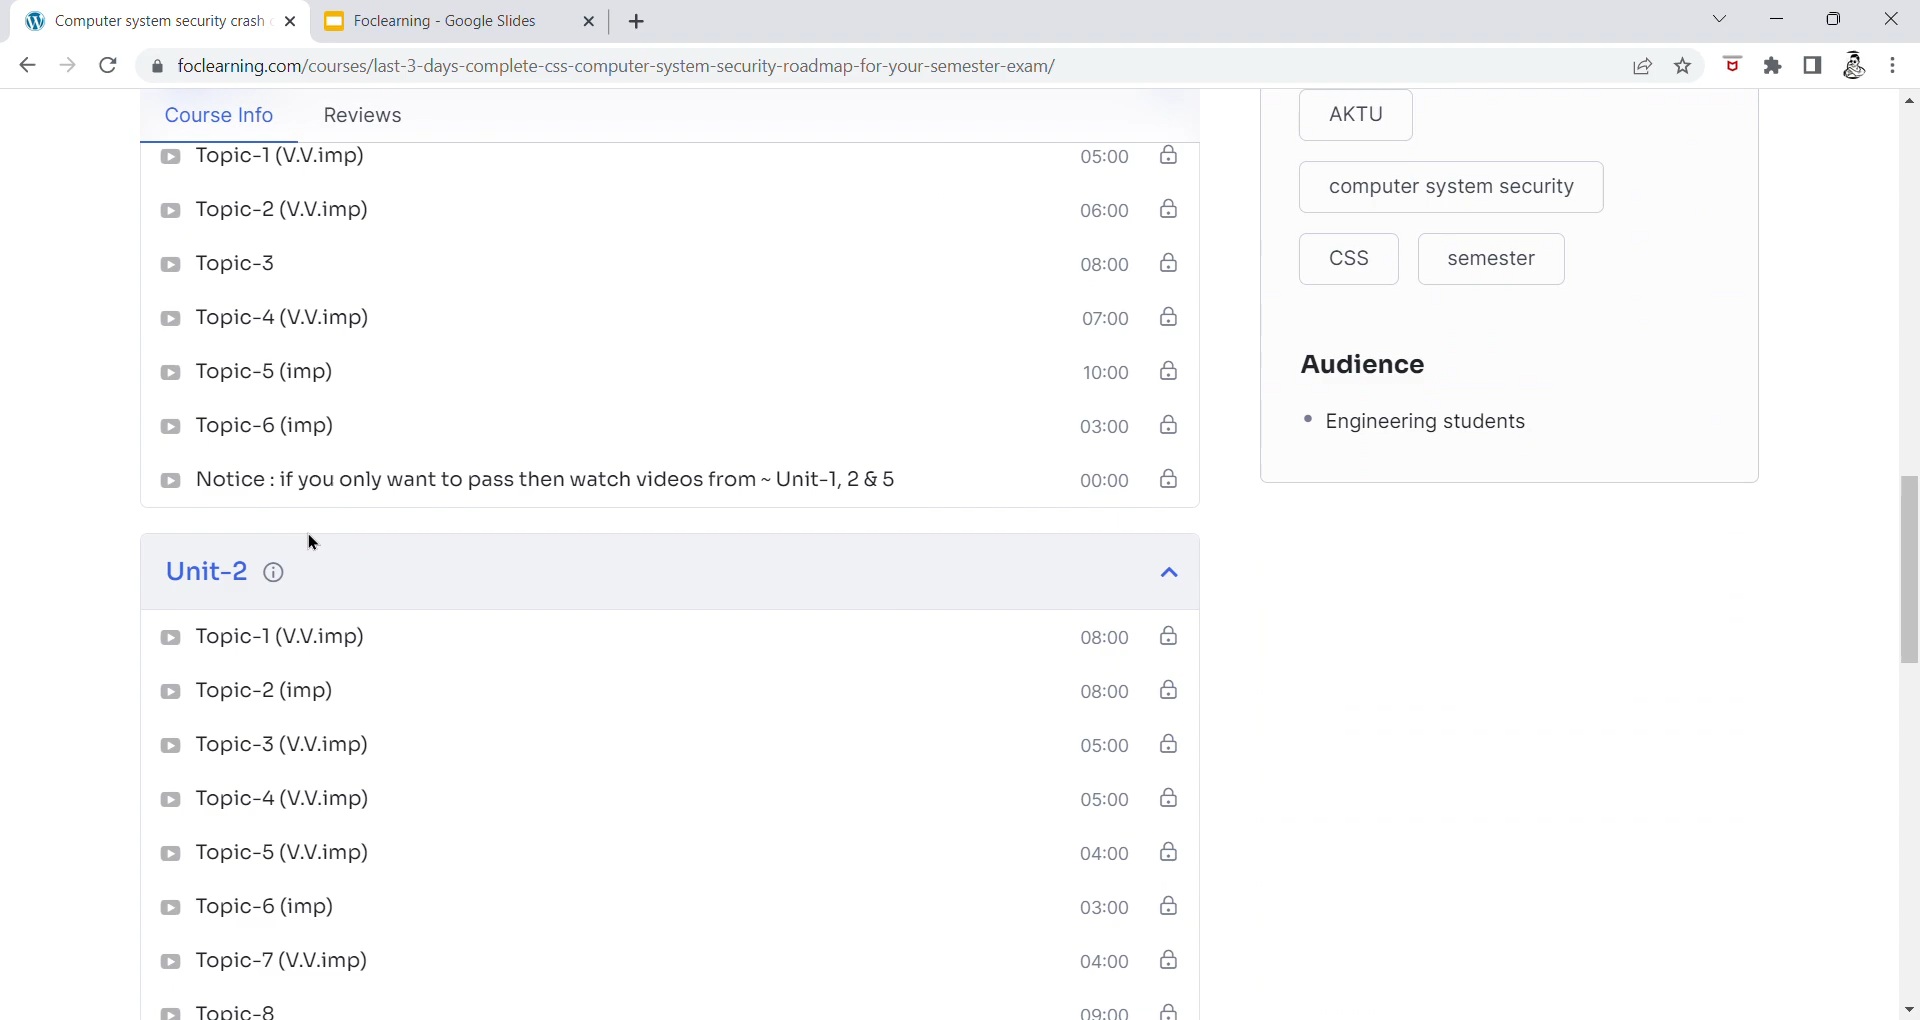 Computer system security crash
Foclearning - Google Slides
foclearning.com/courses/last-3-days-complete-css-computer-system-security-roadmap-for-your-semester-exam/
Course Info
Reviews
Topic-1 (V.V.imp) 05:00
Topic-2 (V.V.imp) 06:00
Topic-3 08:00
Topic-4 (V.V.imp) 07:00
Topic-5 (imp) 10:00
Topic-6 (imp) 03:00
Notice : if you only want to pass then watch videos from ~ Unit-1, 2 & 5 00:00
Unit-2
Topic-1 (V.V.imp) 08:00
Topic-2 (imp) 08:00
Topic-3 (V.V.imp) 05:00
Topic-4 (V.V.imp) 05:00
Topic-5 (V.V.imp) 04:00
Topic-6 (imp) 03:00
Topic-7 (V.V.imp) 04:00
Topic-8 09:00
AKTU
computer system security
CSS semester
Audience
Engineering students